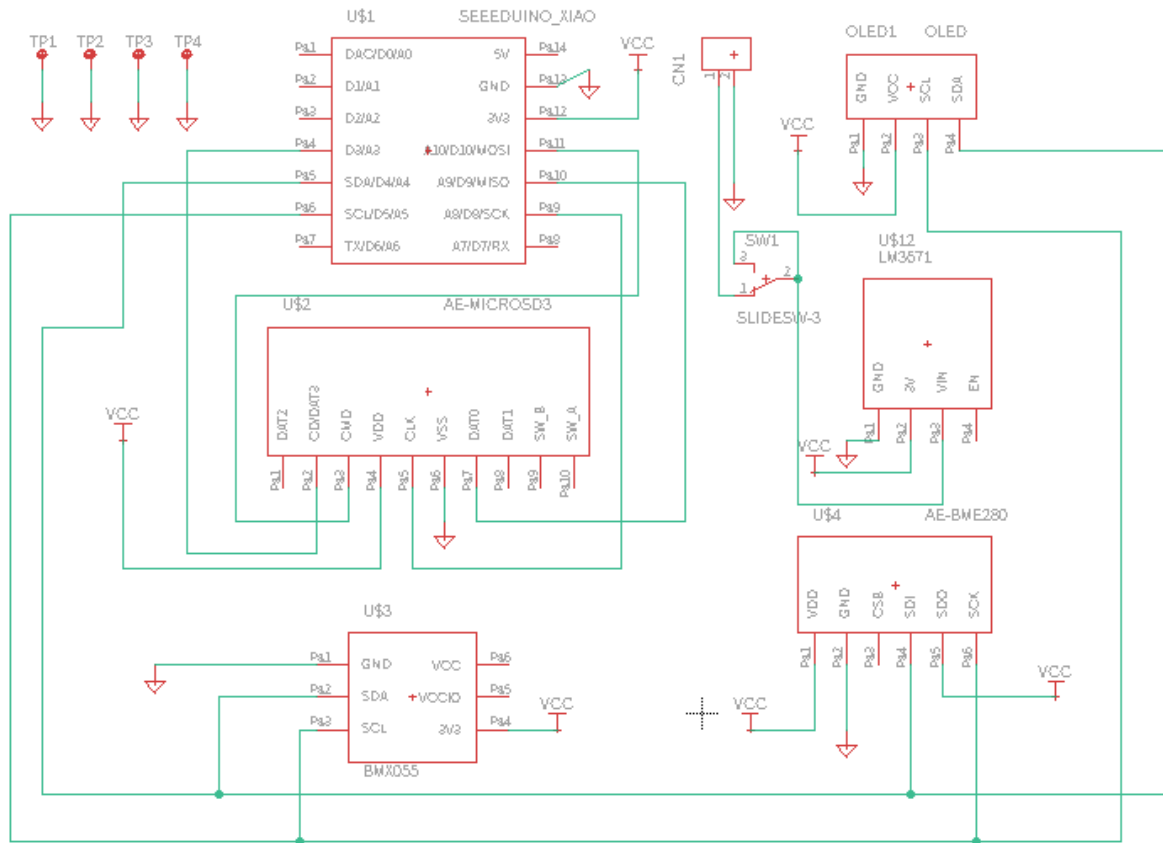 TP1 TP2 TP3 TP4
U$1 SEEEDUINO_XIAO
Pa1 DAC/D0/A0 5V Pa14
Pa2 D1/A1 GND Pa13
Pa3 D2/A2 3V3 Pa12
Pa4 D3/A3 A10/D10/MOSI Pa11
Pa5 SDA/D4/A4 A9/D9/MISO Pa10
Pa6 SCL/D5/A5 A8/D8/SCK Pa9
Pa7 TX/D6/A6 A7/D7/RX Pa8
VCC
CN1
1 2
OLED1 OLED
GND VCC SCL SDA
Pa1 Pa2 Pa3 Pa4
VCC
SW1
3
2
1
SLIDESW-3
U$12
LM3671
GND 3V VIN EN
Pa1 Pa2 Pa3 Pa4
VCC
U$2 AE-MICROSD3
DAT2 CD/DAT3 CMD VDD CLK VSS DAT0 DAT1 SW_B SW_A
Pa1 Pa2 Pa3 Pa4 Pa5 Pa6 Pa7 Pa8 Pa9 Pa10
VCC
U$4 AE-BME280
VDD GND CSB SDI SDO SCK
Pa1 Pa2 Pa3 Pa4 Pa5 Pa6
VCC
VCC
U$3
Pa1 GND VCC Pa6
Pa2 SDA VCCIO Pa5
Pa3 SCL 3V3 Pa4
VCC
BMX055